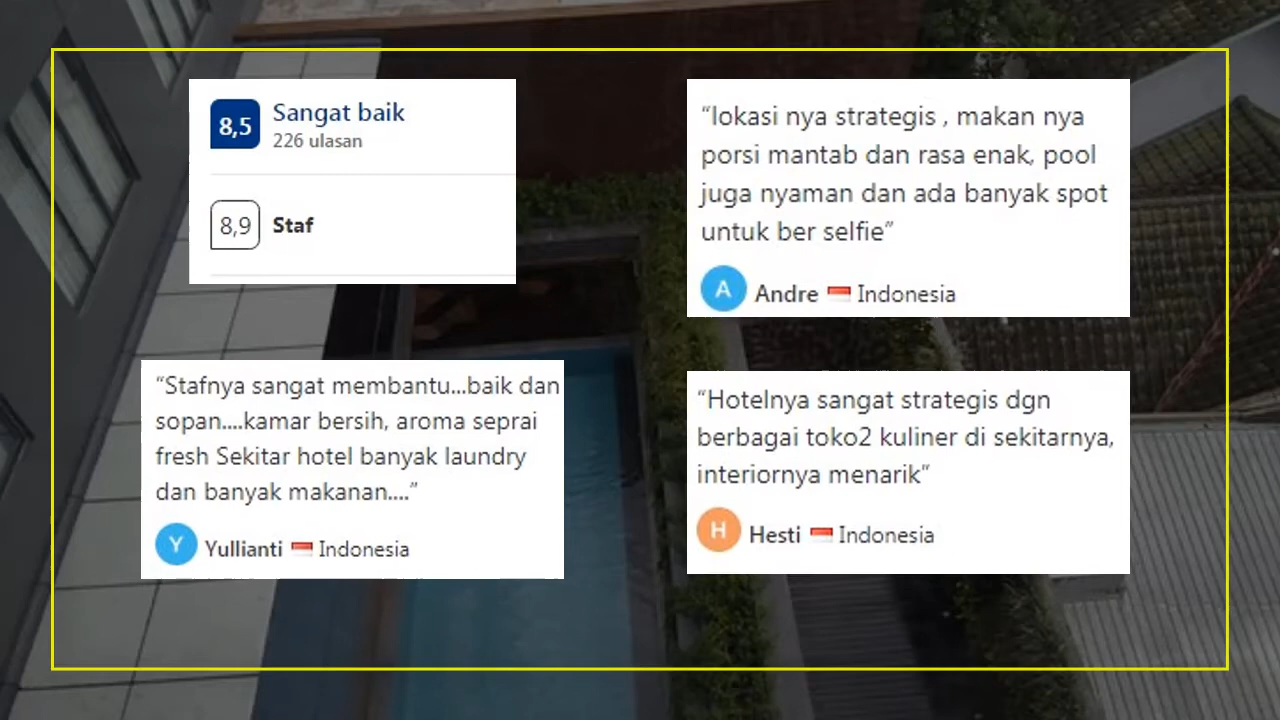 8,5
Sangat baik
226 ulasan
8,9
Staf
“lokasi nya strategis , makan nya
porsi mantab dan rasa enak, pool
juga nyaman dan ada banyak spot
untuk ber selfie”
A
Andre Indonesia
“Stafnya sangat membantu...baik dan
sopan....kamar bersih, aroma seprai
fresh Sekitar hotel banyak laundry
dan banyak makanan....”
Y
Yullianti Indonesia
“Hotelnya sangat strategis dgn
berbagai toko2 kuliner di sekitarnya,
interiornya menarik”
H
Hesti Indonesia